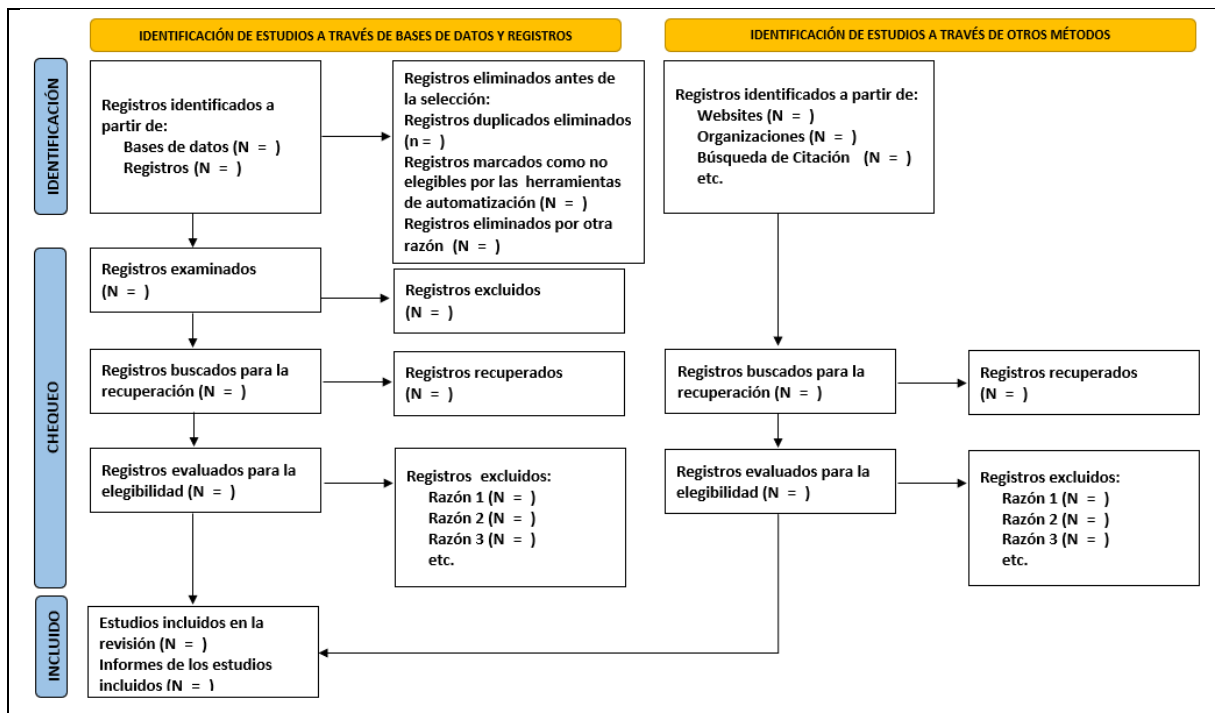 IDENTIFICACIÓN DE ESTUDIOS A TRAVÉS DE BASES DE DATOS Y REGISTROS
IDENTIFICACIÓN DE ESTUDIOS A TRAVÉS DE OTROS MÉTODOS
IDENTIFICACIÓN
Registros identificados a
partir de:
Bases de datos (N = )
Registros (N = )
Registros eliminados antes de
la selección:
Registros duplicados eliminados
(n = )
Registros marcados como no
elegibles por las herramientas
de automatización (N = )
Registros eliminados por otra
razón (N = )
Registros identificados a partir de:
Websites (N = )
Organizaciones (N = )
Búsqueda de Citación (N = )
etc.
CHEQUEO
Registros examinados
(N = )
Registros excluidos
(N = )
Registros buscados para la
recuperación (N = )
Registros recuperados
(N = )
Registros buscados para la
recuperación (N = )
Registros recuperados
(N = )
Registros evaluados para la
elegibilidad (N = )
Registros excluidos:
Razón 1 (N = )
Razón 2 (N = )
Razón 3 (N = )
etc.
Registros evaluados para la
elegibilidad (N = )
Registros excluidos:
Razón 1 (N = )
Razón 2 (N = )
Razón 3 (N = )
etc.
INCLUIDO
Estudios incluidos en la
revisión (N = )
Informes de los estudios
incluidos (N = )